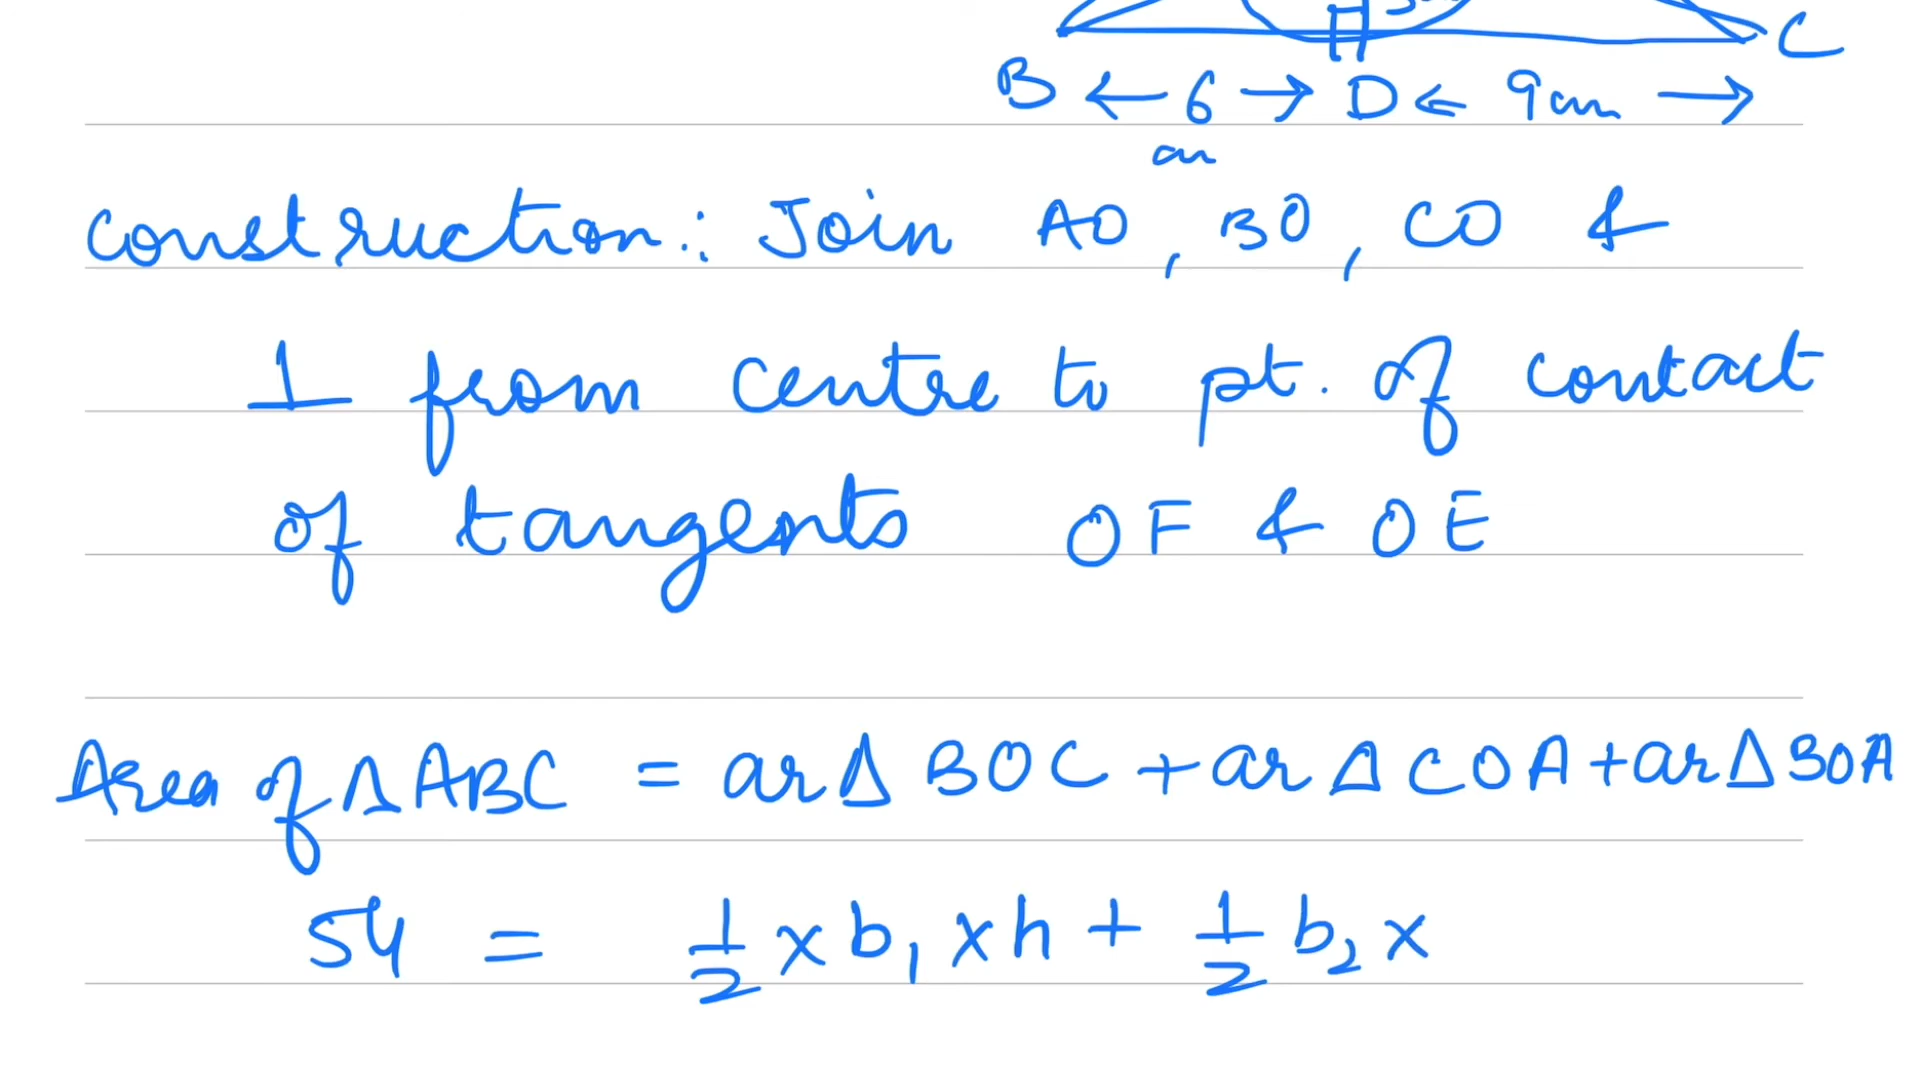 C
B ← 6 → D ← 9cm →
cm
construction:: Join AO, BO, CO &
⊥ from centre to pt. of contact
of tangents OF & OE
Area of Δ ABC = ar Δ BOC + ar Δ COA + ar Δ BOA
54 = 1/2 x b₁ x h + 1/2 b₂ x